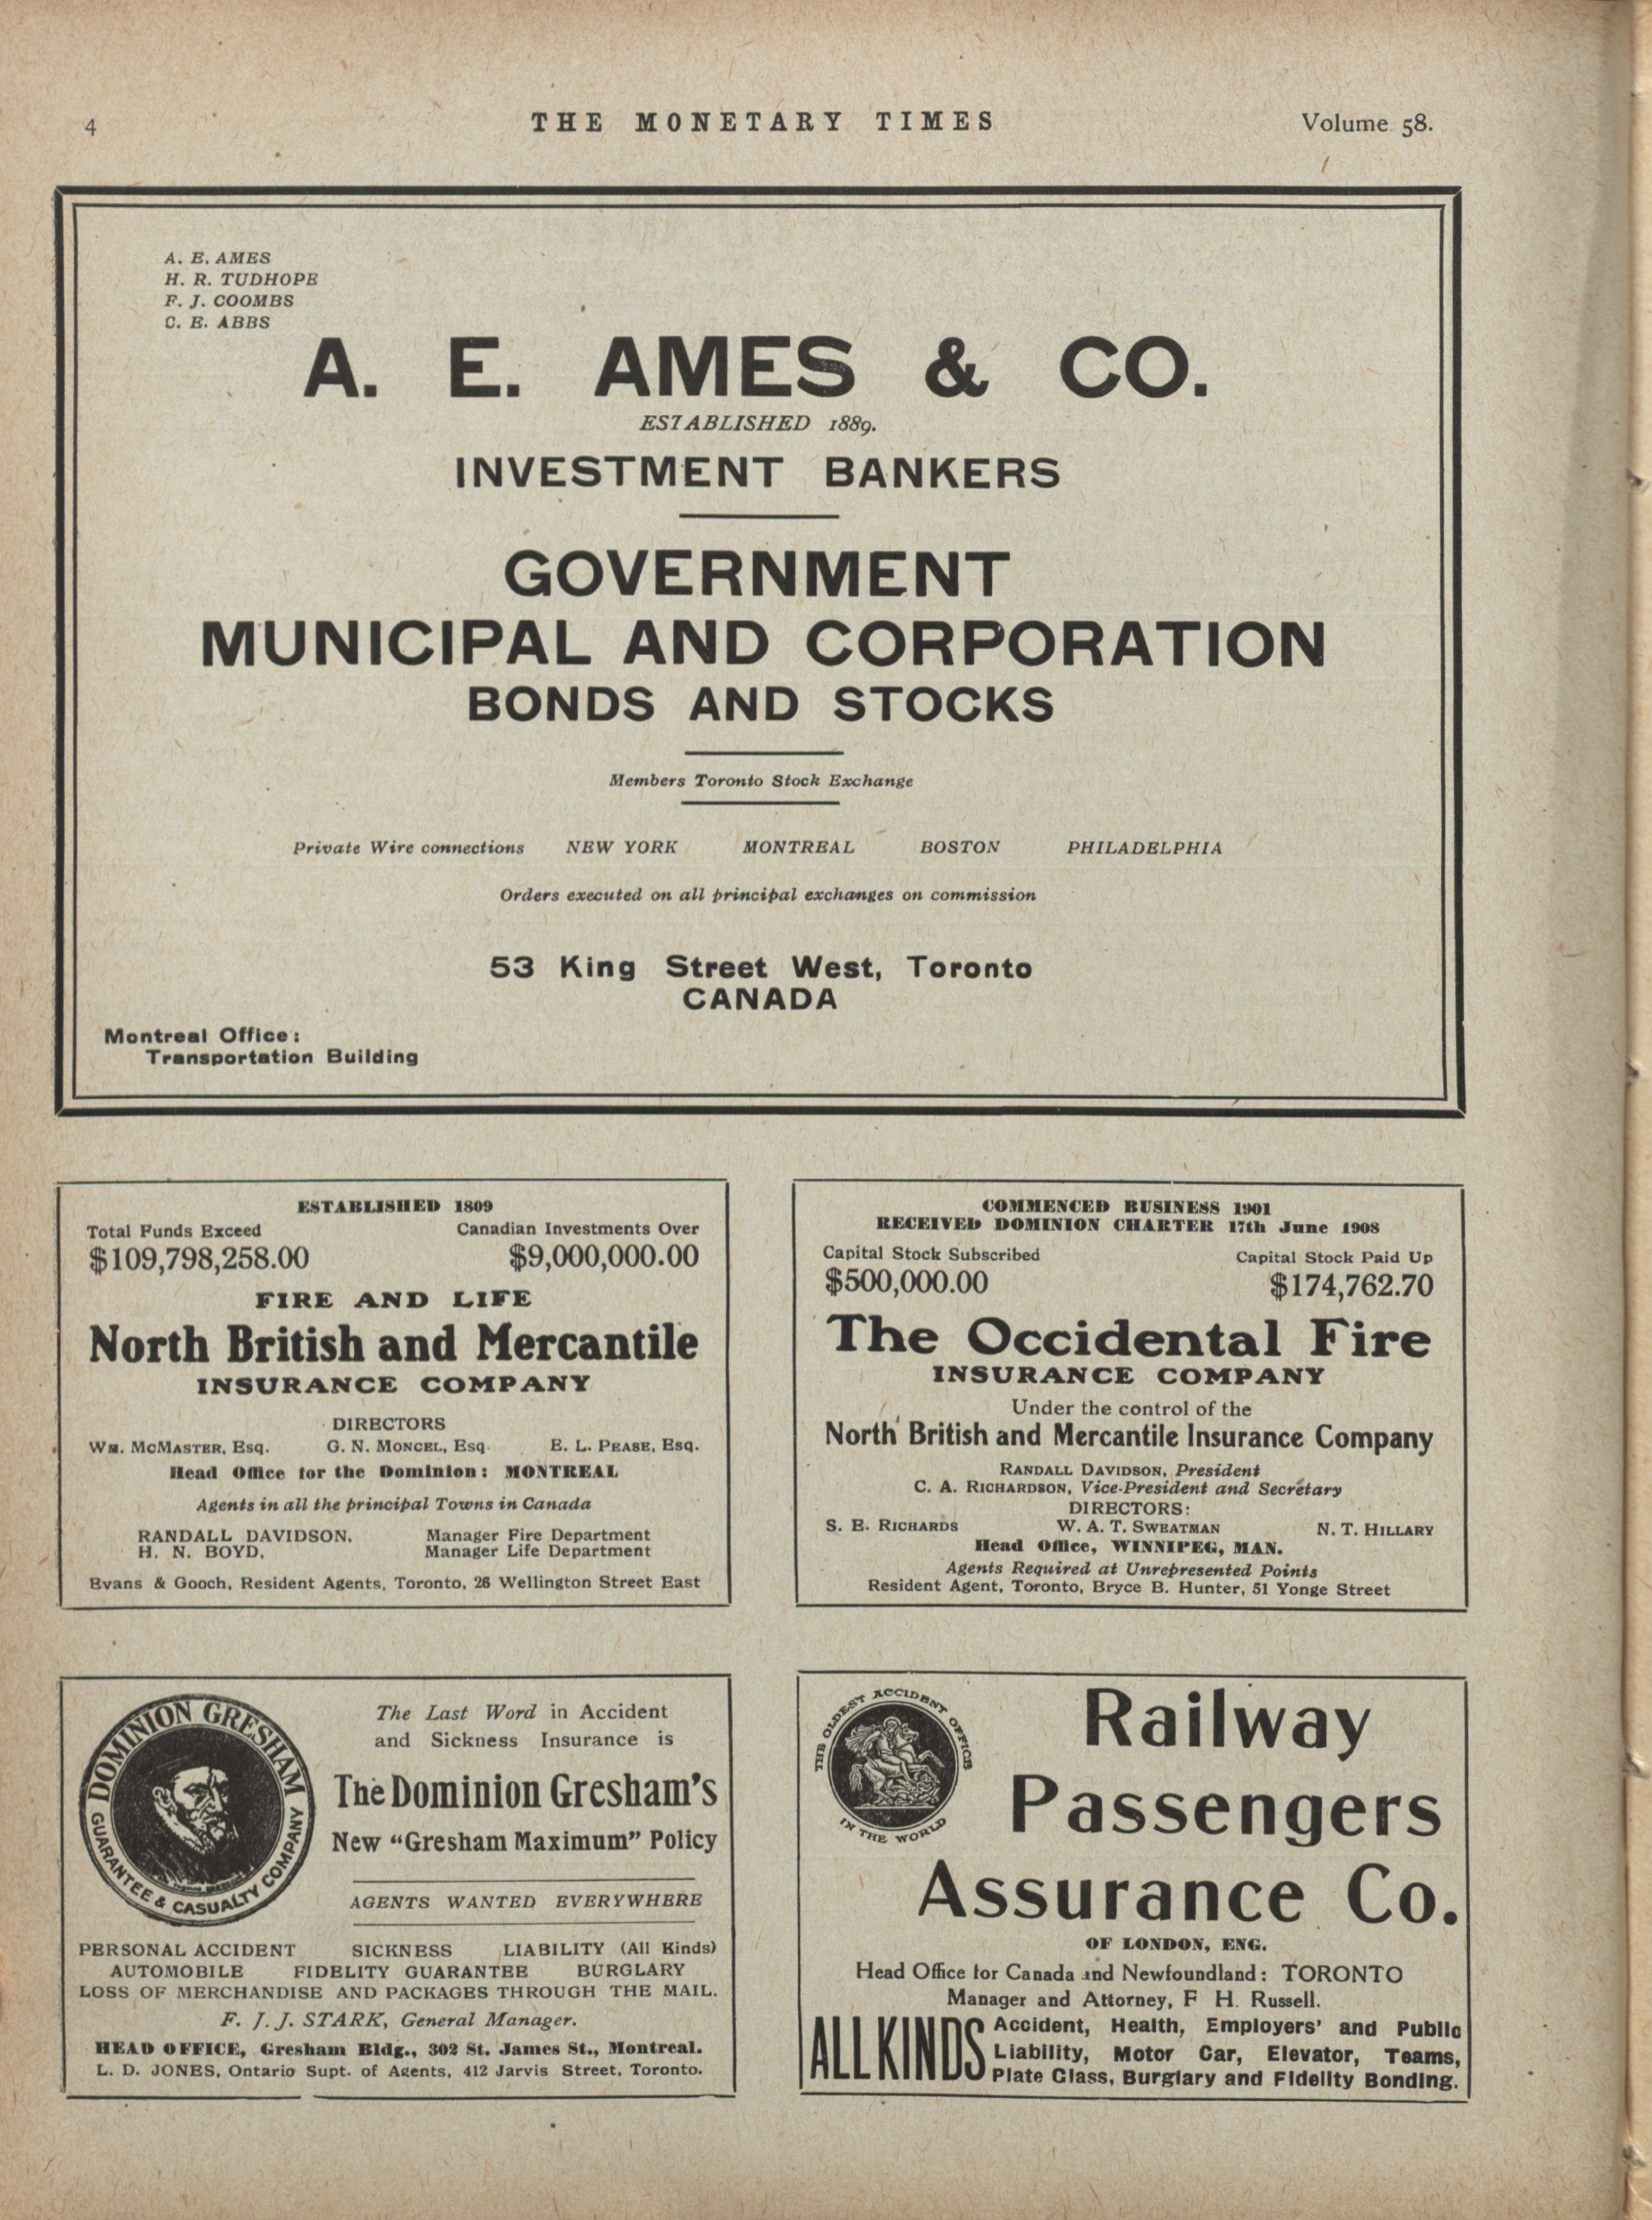 4 THE MONETARY TIMES Volume 58.
A. E. AMES
H. R. TUDHOPE
F. J. COOMBS
C. E. ABBS
A. E. AMES & CO.
ESTABLISHED 1889.
INVESTMENT BANKERS
GOVERNMENT
MUNICIPAL AND CORPORATION
BONDS AND STOCKS
Members Toronto Stock Exchange
Private Wire connections NEW YORK MONTREAL BOSTON PHILADELPHIA
Orders executed on all principal exchanges on commission
53 King Street West, Toronto
CANADA
Montreal Office:
Transportation Building
ESTABLISHED 1809
Total Funds Exceed Canadian Investments Over
$109,798,258.00 $9,000,000.00
FIRE AND LIFE
North British and Mercantile
INSURANCE COMPANY
DIRECTORS
WM. MCMASTER, Esq. G. N. MONCEL, Esq. E. L. PEASE, Esq.
Head Office for the Dominion: MONTREAL
Agents in all the principal Towns in Canada
RANDALL DAVIDSON, Manager Fire Department
H. N. BOYD, Manager Life Department
Evans & Gooch, Resident Agents, Toronto, 26 Wellington Street East
COMMENCED BUSINESS 1901
RECEIVED DOMINION CHARTER 17th June 1908
Capital Stock Subscribed Capital Stock Paid Up
$500,000.00 $174,762.70
The Occidental Fire
INSURANCE COMPANY
Under the control of the
North British and Mercantile Insurance Company
RANDALL DAVIDSON, President
C. A. RICHARDSON, Vice-President and Secretary
DIRECTORS:
S. E. RICHARDS W. A. T. SWEATMAN N. T. HILLARY
Head Office, WINNIPEG, MAN.
Agents Required at Unrepresented Points
Resident Agent, Toronto, Bryce B. Hunter, 51 Yonge Street
DOMINION GRESHAM
GUARANTEE & CASUALTY COMPANY
The Last Word in Accident
and Sickness Insurance is
The Dominion Gresham's
New "Gresham Maximum" Policy
AGENTS WANTED EVERYWHERE
PERSONAL ACCIDENT SICKNESS LIABILITY (All Kinds)
AUTOMOBILE FIDELITY GUARANTEE BURGLARY
LOSS OF MERCHANDISE AND PACKAGES THROUGH THE MAIL.
F. J. J. STARK, General Manager.
HEAD OFFICE, Gresham Bldg., 302 St. James St., Montreal.
L. D. JONES, Ontario Supt. of Agents, 412 Jarvis Street, Toronto.
THE OLDEST ACCIDENT OFFICE
IN THE WORLD
Railway
Passengers
Assurance Co.
OF LONDON, ENG.
Head Office for Canada and Newfoundland: TORONTO
Manager and Attorney, F H. Russell.
ALL KINDS
Accident, Health, Employers' and Public
Liability, Motor Car, Elevator, Teams,
Plate Glass, Burglary and Fidelity Bonding.